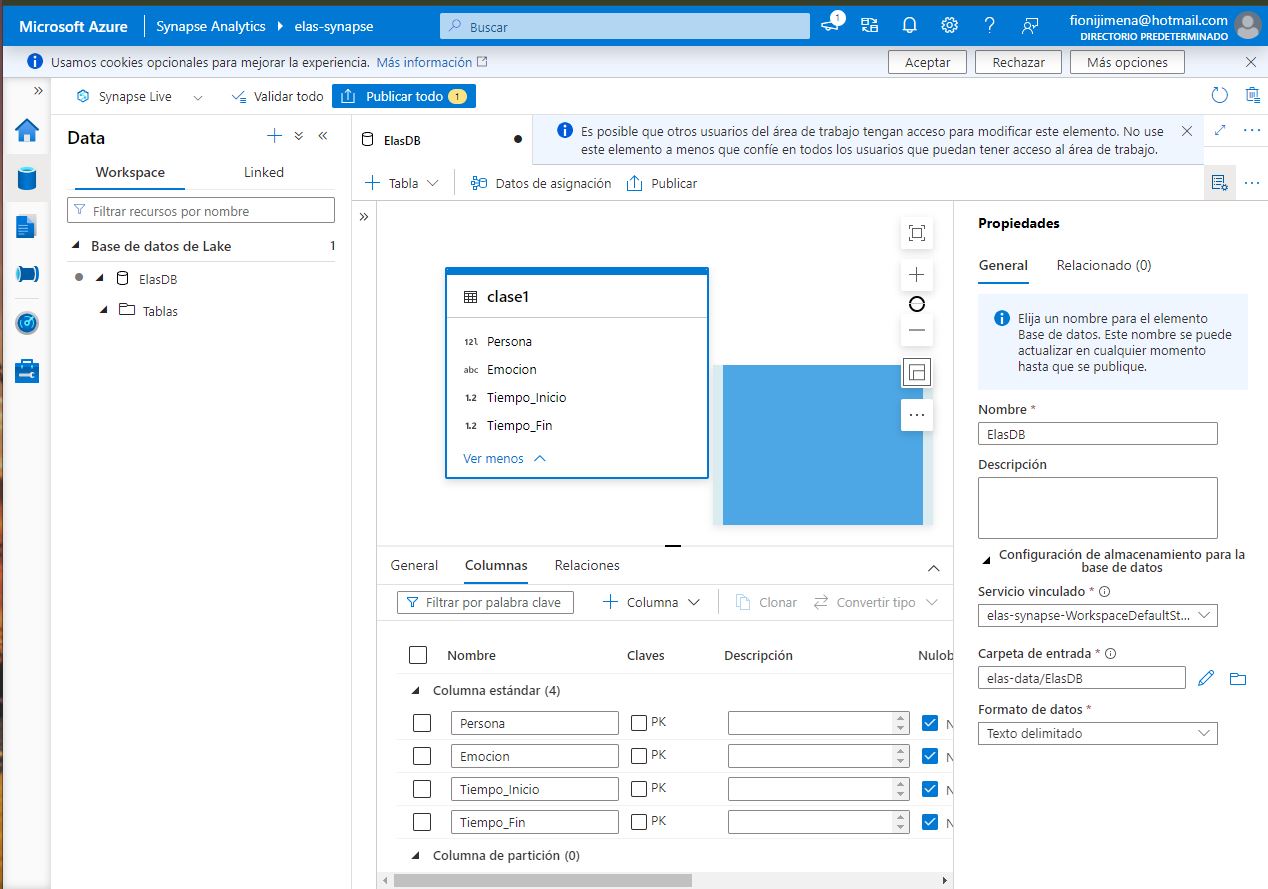 Microsoft Azure
Synapse Analytics
elas-synapse
Buscar
1
fionijimena@hotmail.com
DIRECTORIO PREDETERMINADO
Usamos cookies opcionales para mejorar la experiencia. Más información
Aceptar
Rechazar
Más opciones
Synapse Live
Validar todo
Publicar todo 1
Data
Workspace
Linked
Filtrar recursos por nombre
Base de datos de Lake 1
ElasDB
Tablas
ElasDB
Es posible que otros usuarios del área de trabajo tengan acceso para modificar este elemento. No use
este elemento a menos que confíe en todos los usuarios que puedan tener acceso al área de trabajo.
Tabla
Datos de asignación
Publicar
clase1
12l Persona
abc Emocion
1.2 Tiempo_Inicio
1.2 Tiempo_Fin
Ver menos
General
Columnas
Relaciones
Filtrar por palabra clave
Columna
Clonar
Convertir tipo
Nombre
Claves
Descripción
Nulob
Columna estándar (4)
Persona PK N
Emocion PK N
Tiempo_Inicio PK N
Tiempo_Fin PK N
Columna de partición (0)
Propiedades
General
Relacionado (0)
Elija un nombre para el elemento
Base de datos. Este nombre se puede
actualizar en cualquier momento
hasta que se publique.
Nombre *
ElasDB
Descripción
Configuración de almacenamiento para la
base de datos
Servicio vinculado *
elas-synapse-WorkspaceDefaultSt...
Carpeta de entrada *
elas-data/ElasDB
Formato de datos *
Texto delimitado